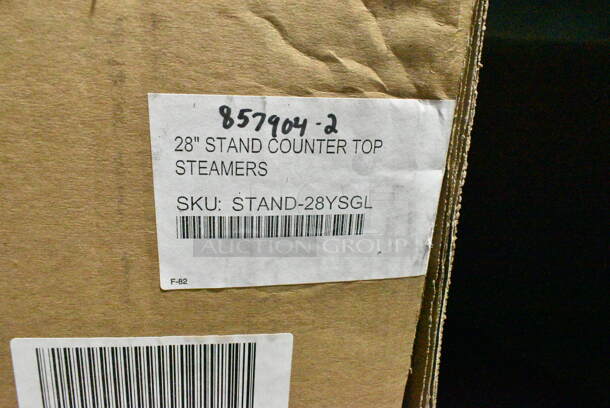 857904-2
28" STAND COUNTER TOP
STEAMERS
SKU: STAND-28YSGL
AUCTION GROUP
F-82